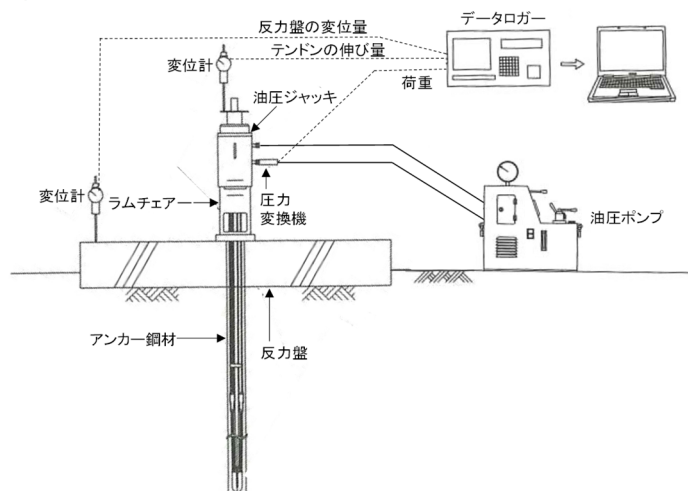 データロガー
反力盤の変位量
テンドンの伸び量
変位計
荷重
油圧ジャッキ
変位計
ラムチェアー
圧力
変換機
油圧ポンプ
アンカー鋼材
反力盤